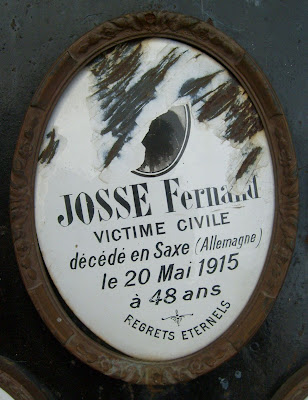 JOSSE Fernand
VICTIME CIVILE
décédé en Saxe (Allemagne)
le 20 Mai 1915
à 48 ans
REGRETS ETERNELS